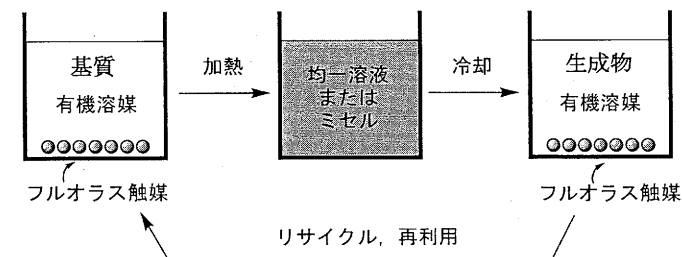 基質
有機溶媒
フルオラス触媒
加熱
均一溶液
または
ミセル
冷却
生成物
有機溶媒
フルオラス触媒
リサイクル，再利用